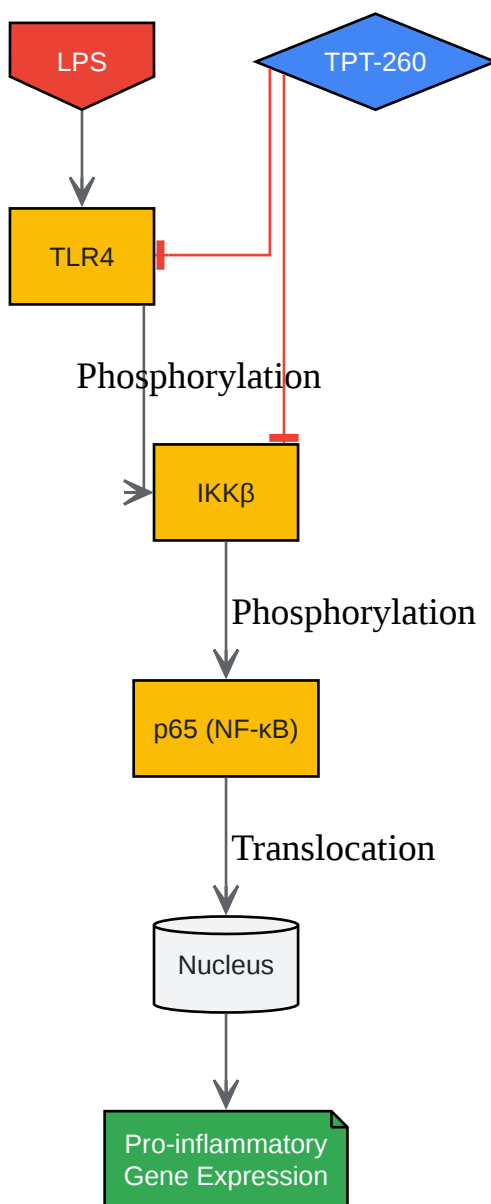 LPS
TPT-260
TLR4
Phosphorylation
IKKβ
Phosphorylation
p65 (NF-κB)
Translocation
Nucleus
Pro-inflammatory
Gene Expression